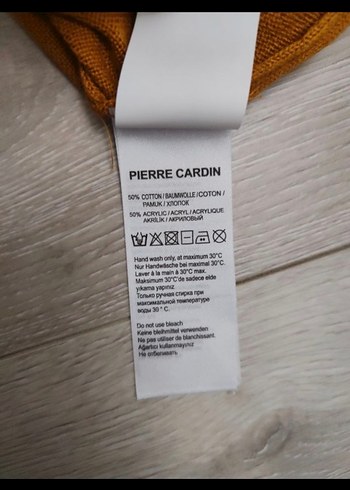 PIERRE CARDIN
50% COTTON / BAUMWOLLE / COTON /
PAMUK / ХЛОПОК
50% ACRYLIC / ACRYL / ACRYLIQUE
AKRİLİK / АКРИЛОВЫЙ
Hand wash only, at maximum 30°C
Nur Handwäsche bei maximal 30°C.
Laver à la main à 30°C max.
Maksimum 30°C'de sadece elde
yıkama yapınız
Только ручная стирка при
максимальной температуре
воды 30 ° C.
Do not use bleach
Keine bleihmittel verwenden
Ne pas utiliser de blanchissant.
Ağartıcı kullanmayınız
Не отбеливать